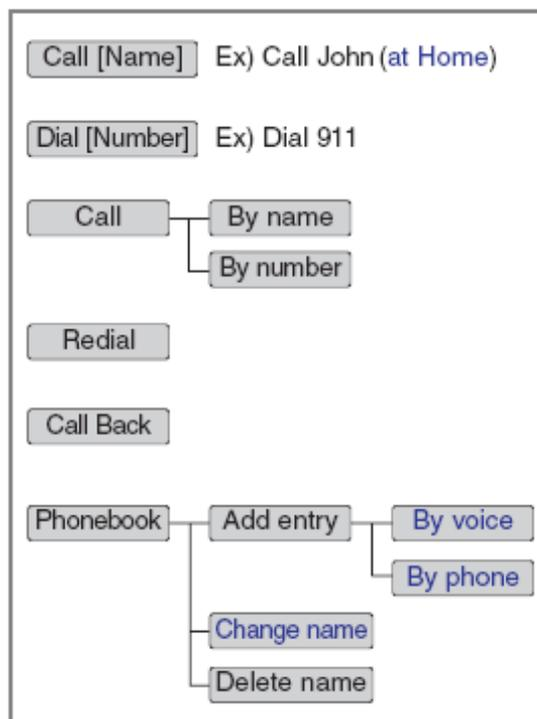 Call [Name] Ex) Call John (at Home)
Dial [Number] Ex) Dial 911
Call By name
By number
Redial
Call Back
Phonebook Add entry By voice
By phone
Change name
Delete name